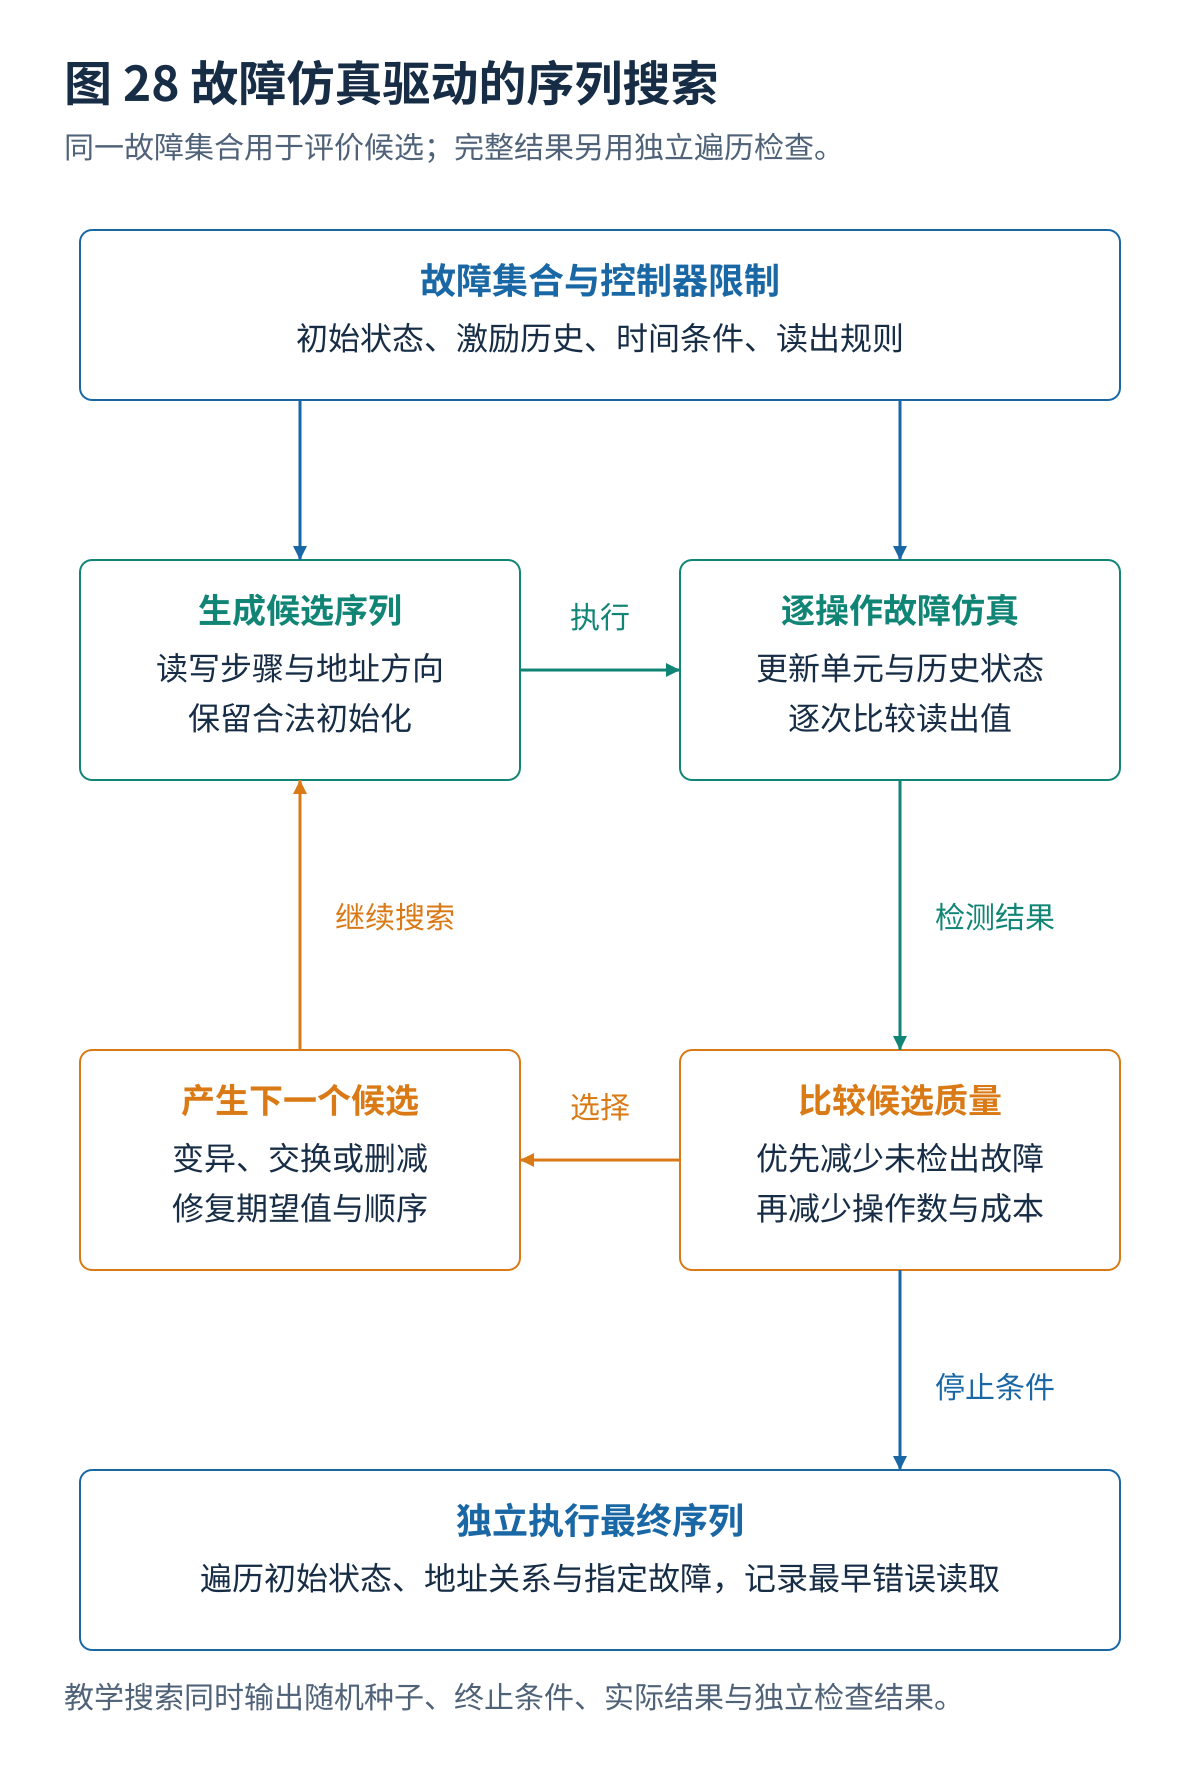 图 28 故障仿真驱动的序列搜索
同一故障集合用于评价候选；完整结果另用独立遍历检查。
故障集合与控制器限制
初始状态、激励历史、时间条件、读出规则
生成候选序列
读写步骤与地址方向
保留合法初始化
执行
逐操作故障仿真
更新单元与历史状态
逐次比较读出值
继续搜索
检测结果
产生下一个候选
变异、交换或删减
修复期望值与顺序
选择
比较候选质量
优先减少未检出故障
再减少操作数与成本
停止条件
独立执行最终序列
遍历初始状态、地址关系与指定故障，记录最早错误读取
教学搜索同时输出随机种子、终止条件、实际结果与独立检查结果。